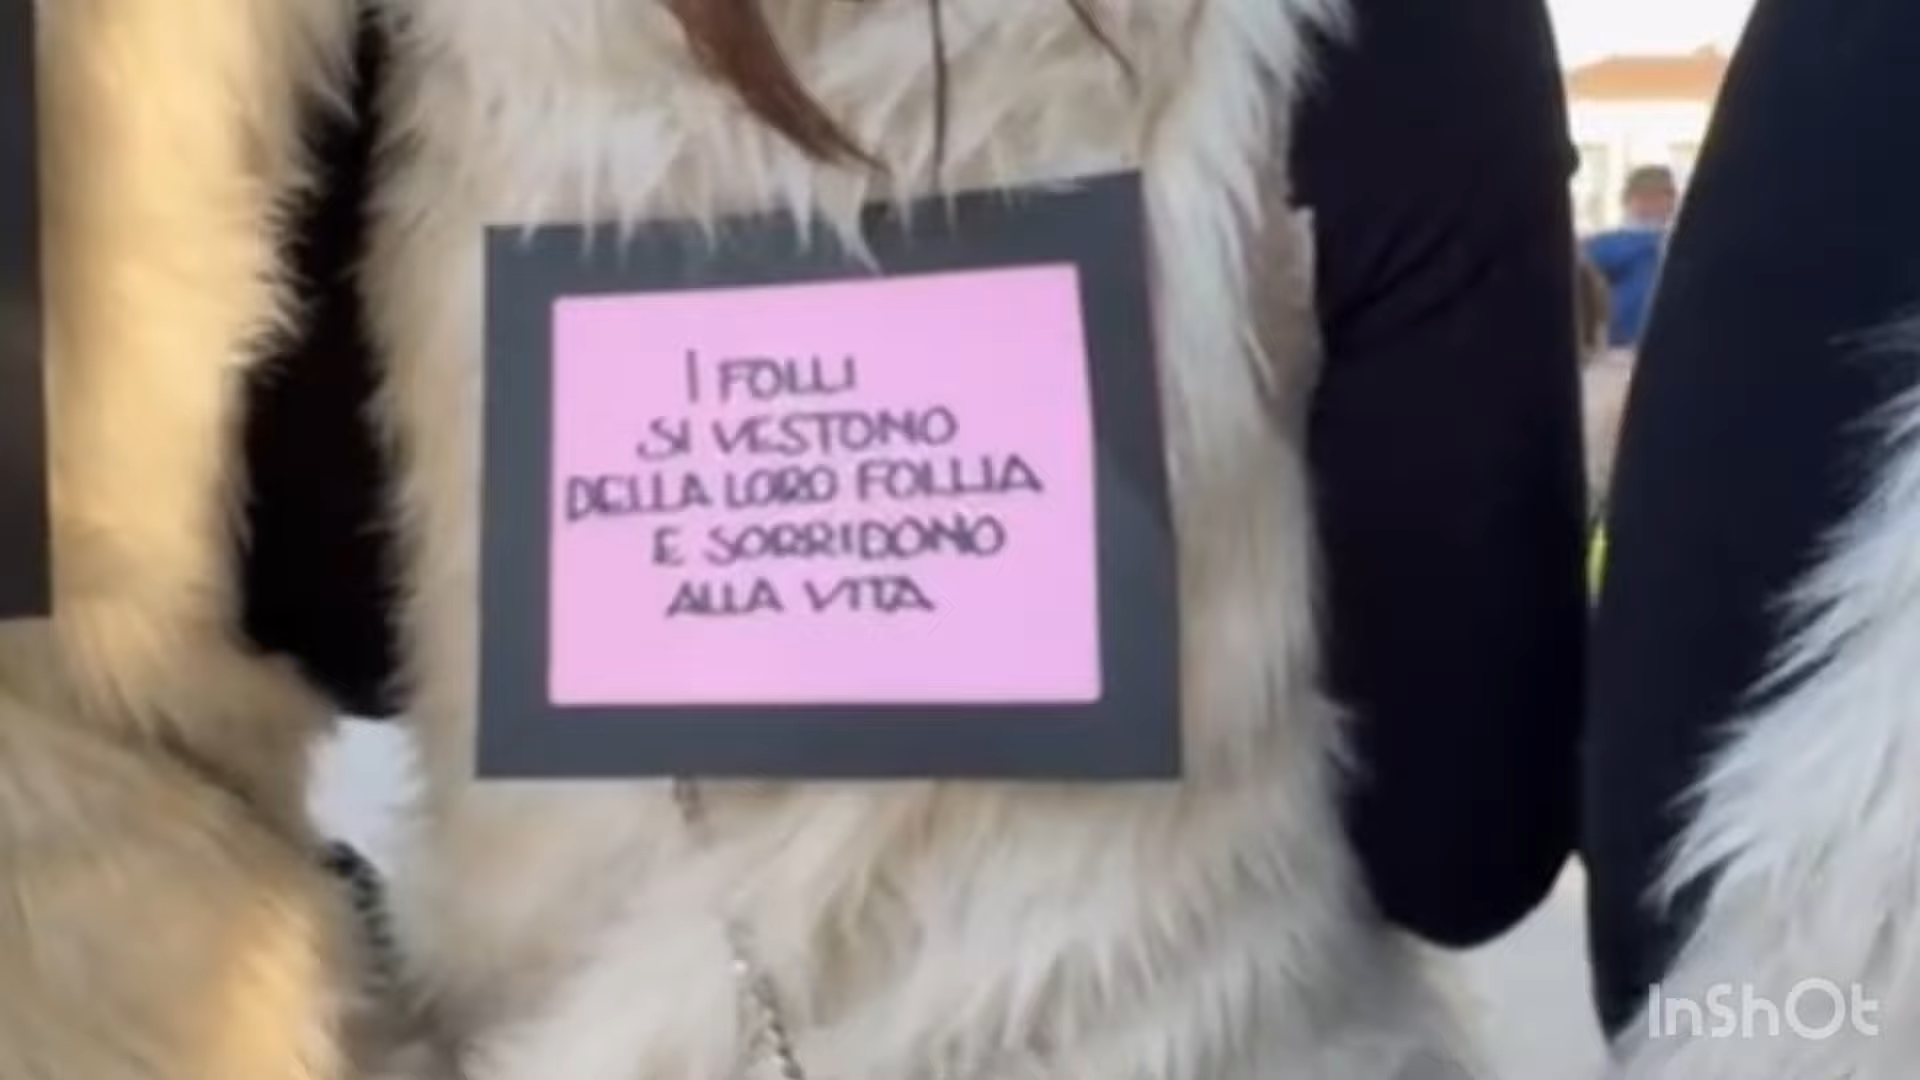 I FOLLI
SI VESTONO
DELLA LORO FOLLIA
E SORRIDONO
ALLA VITA
InShOt